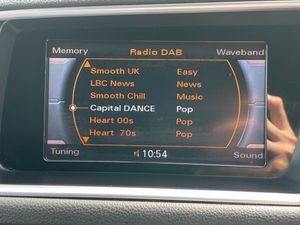 Memory Radio DAB Waveband
Smooth UK Easy
LBC News News
Smooth Chill Music
Capital DANCE Pop
Heart 00s Pop
Heart 70s Pop
Tuning 10:54 Sound